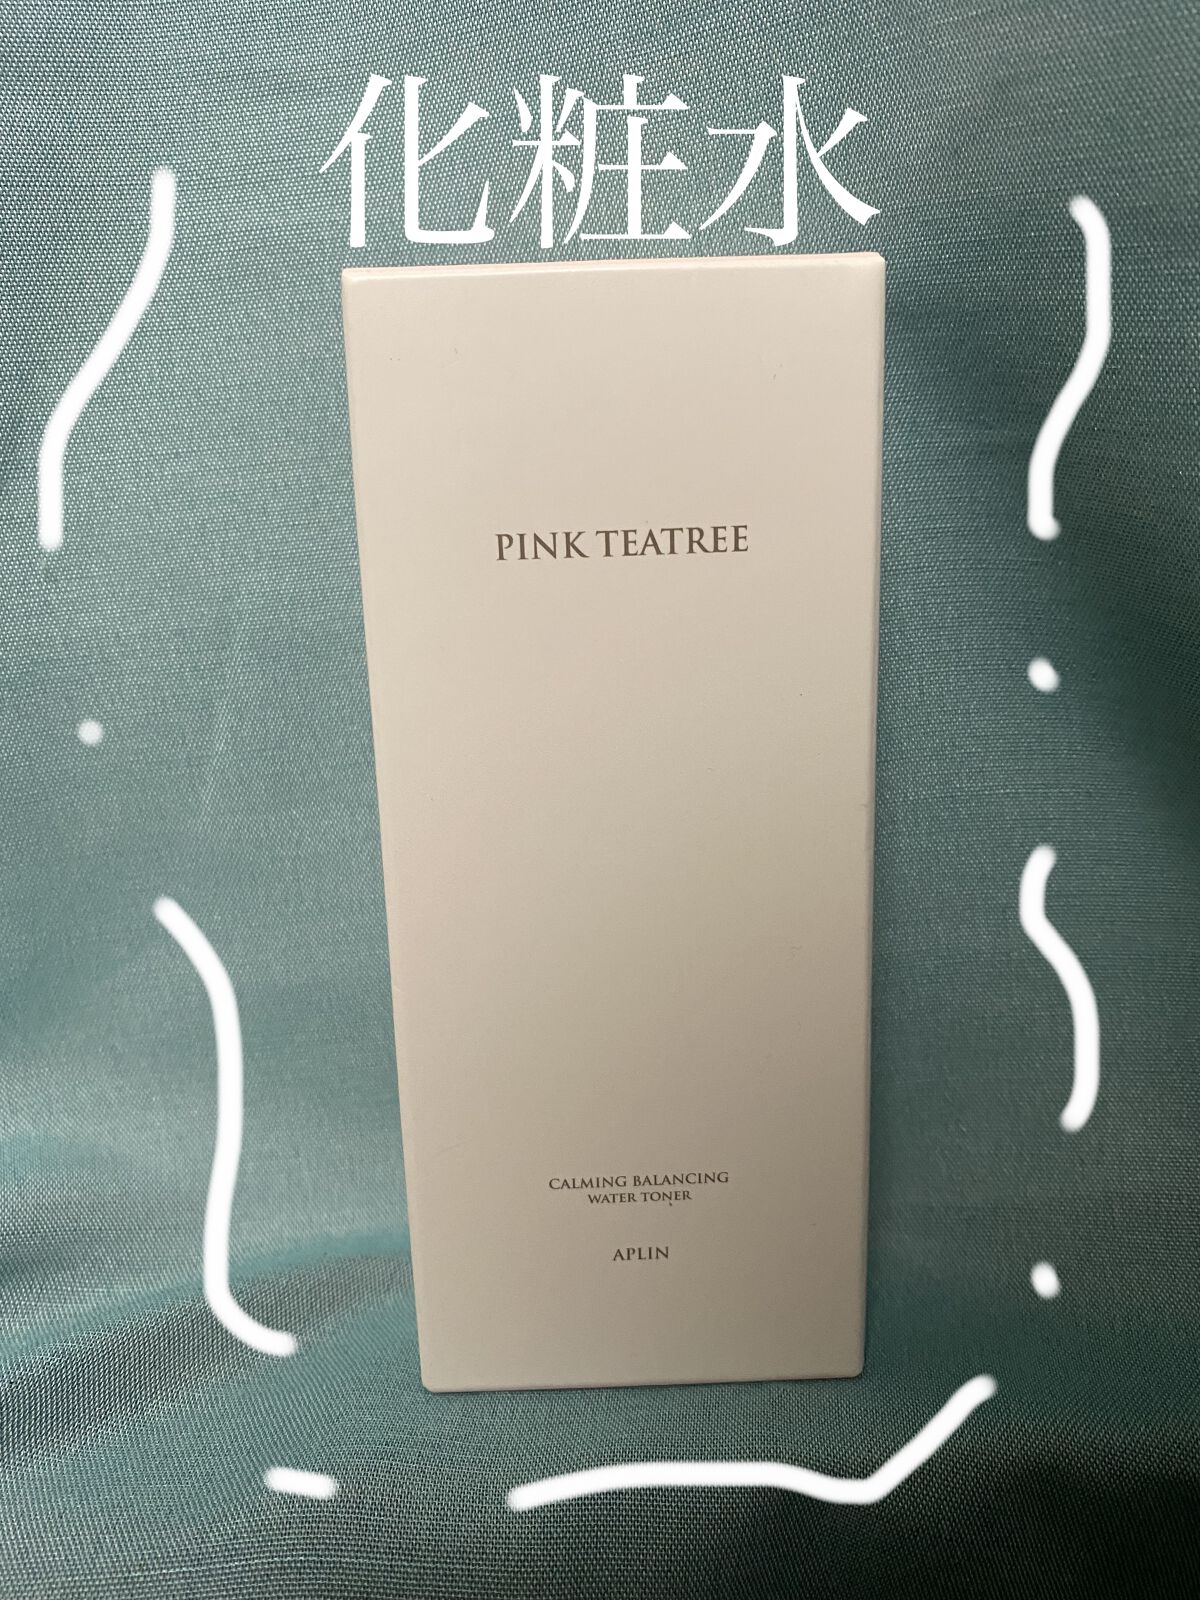 化粧水
PINK TEATREE
CALMING BALANCING
WATER TONER
APLIN